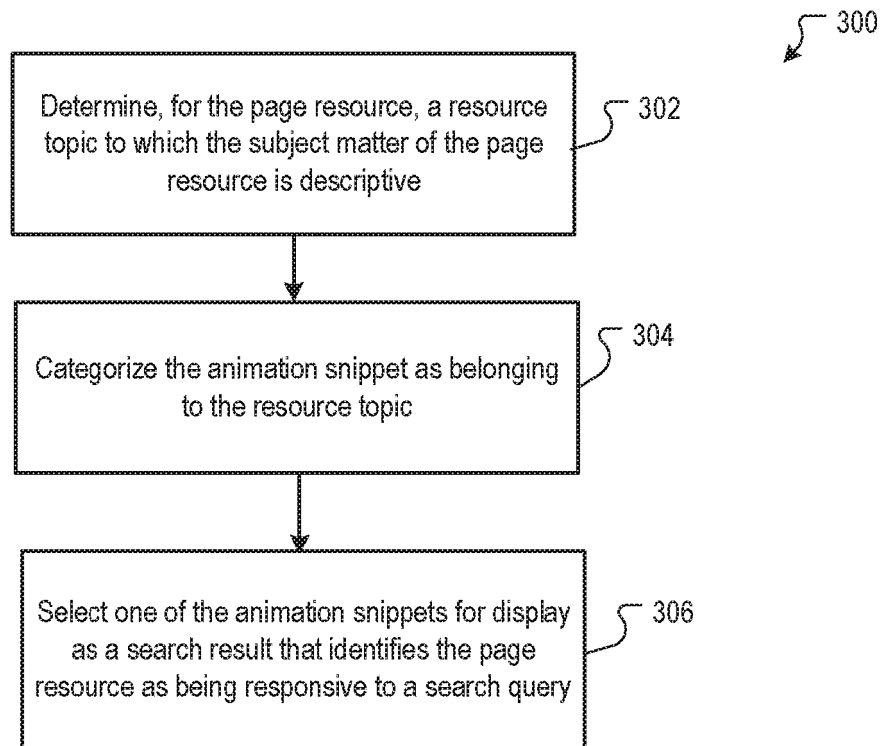 300
Determine, for the page resource, a resource
topic to which the subject matter of the page
resource is descriptive
302
Categorize the animation snippet as belonging
to the resource topic
304
Select one of the animation snippets for display
as a search result that identifies the page
resource as being responsive to a search query
306